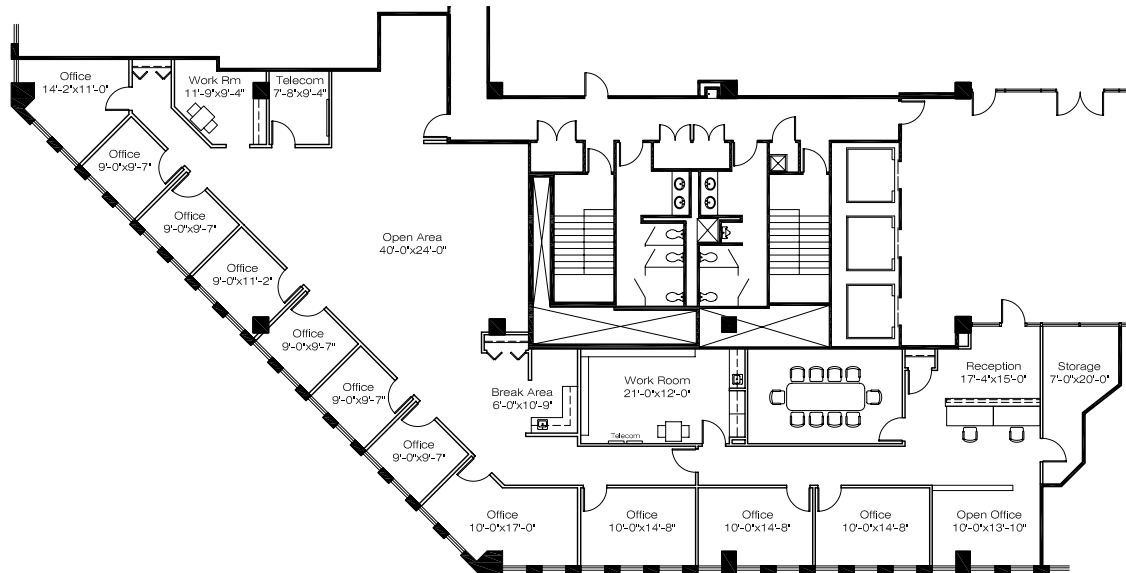 Office
14'-2"x11'-0"
Work Rm
11'-9"x9'-4"
Telecom
7'-8"x9'-4"
Office
9'-0"x9'-7"
Office
9'-0"x9'-7"
Open Area
40'-0"x24'-0"
Office
9'-0"x11'-2"
Office
9'-0"x9'-7"
Office
9'-0"x9'-7"
Break Area
6'-0"x10'-9"
Work Room
21'-0"x12'-0"
Telecom
Reception
17'-4"x15'-0"
Storage
7'-0"x20'-0"
Office
9'-0"x9'-7"
Office
10'-0"x17'-0"
Office
10'-0"x14'-8"
Office
10'-0"x14'-8"
Office
10'-0"x14'-8"
Open Office
10'-0"x13'-10"